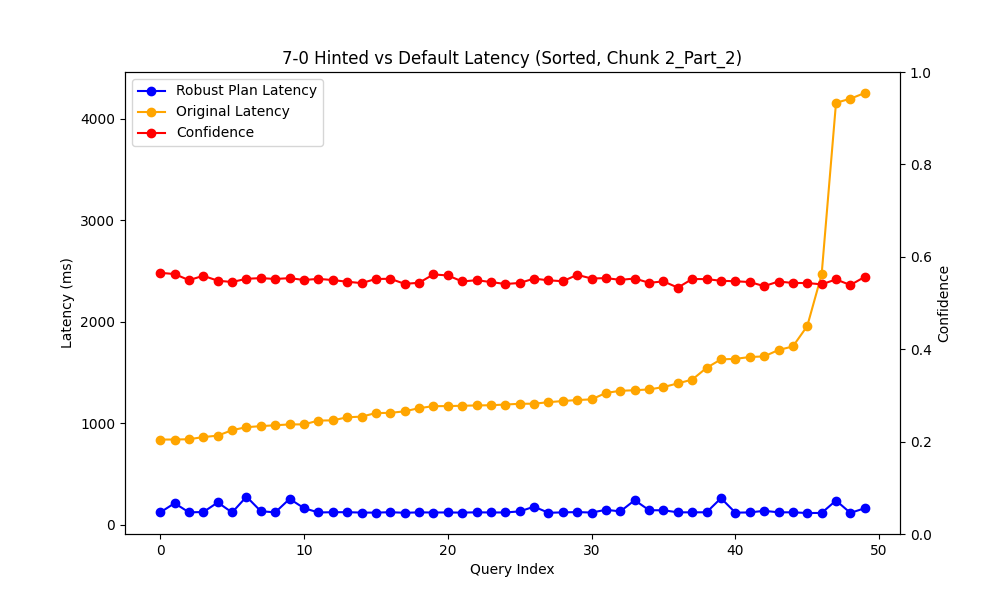 7-0 Hinted vs Default Latency (Sorted, Chunk 2_Part_2)
Robust Plan Latency
Original Latency
Confidence
Latency (ms)
4000
3000
2000
1000
0
1.0
0.8
0.6
0.4
0.2
0.0
Confidence
0 10 20 30 40 50
Query Index